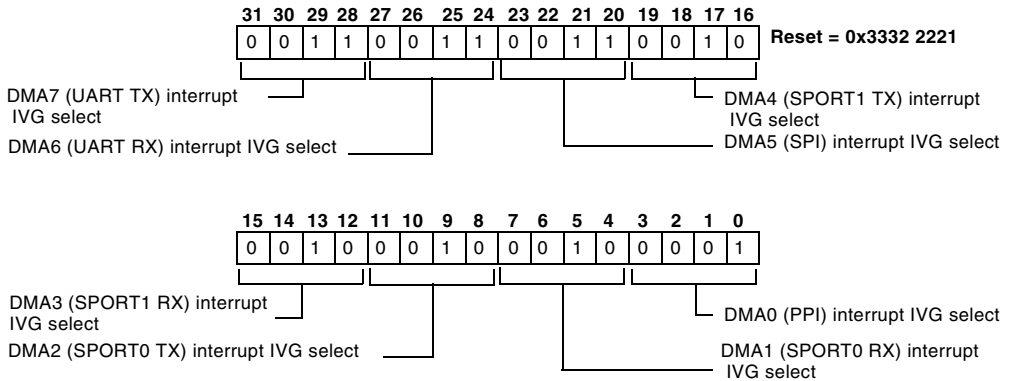 31 30 29 28 27 26 25 24 23 22 21 20 19 18 17 16
0 0 1 1 0 0 1 1 0 0 1 1 0 0 1 0
Reset = 0x3332 2221
DMA7 (UART TX) interrupt
IVG select
DMA6 (UART RX) interrupt IVG select
DMA4 (SPORT1 TX) interrupt
IVG select
DMA5 (SPI) interrupt IVG select
15 14 13 12 11 10 9 8 7 6 5 4 3 2 1 0
0 0 1 0 0 0 1 0 0 0 1 0 0 0 0 1
DMA3 (SPORT1 RX) interrupt
IVG select
DMA2 (SPORT0 TX) interrupt IVG select
DMA0 (PPI) interrupt IVG select
DMA1 (SPORT0 RX) interrupt
IVG select